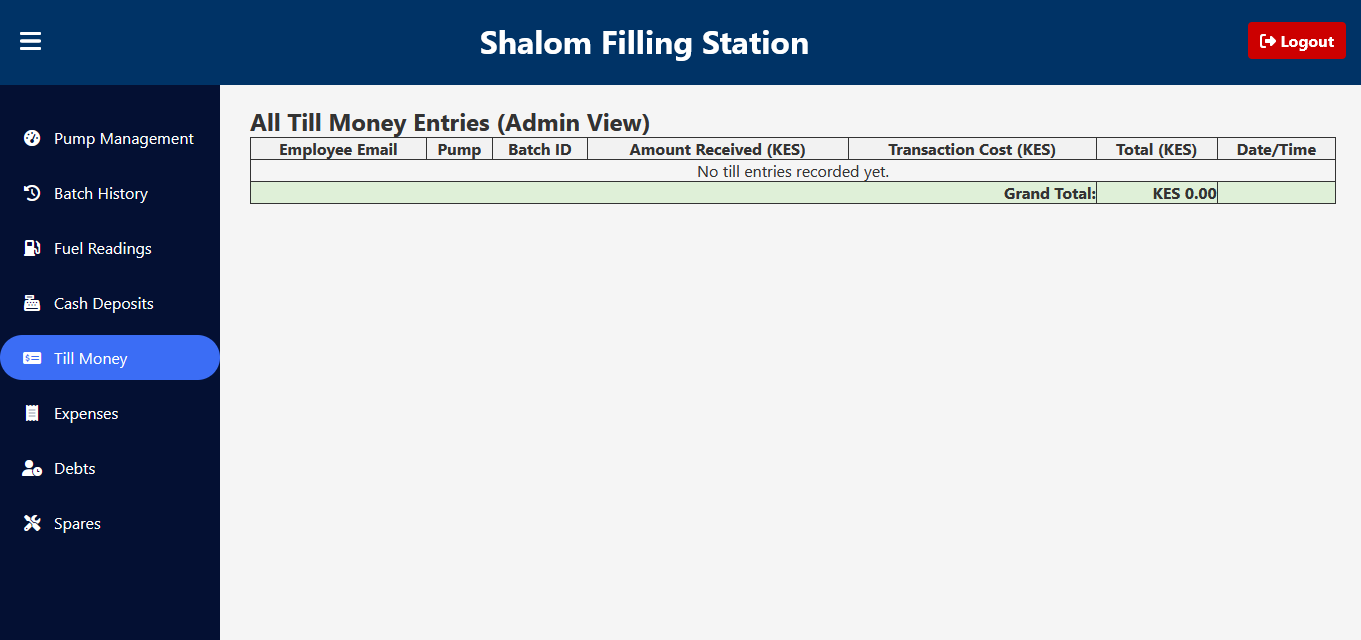 Shalom Filling Station
Logout
Pump Management
Batch History
Fuel Readings
Cash Deposits
Till Money
Expenses
Debts
Spares
All Till Money Entries (Admin View)
Employee Email Pump Batch ID Amount Received (KES) Transaction Cost (KES) Total (KES) Date/Time
No till entries recorded yet.
Grand Total: KES 0.00